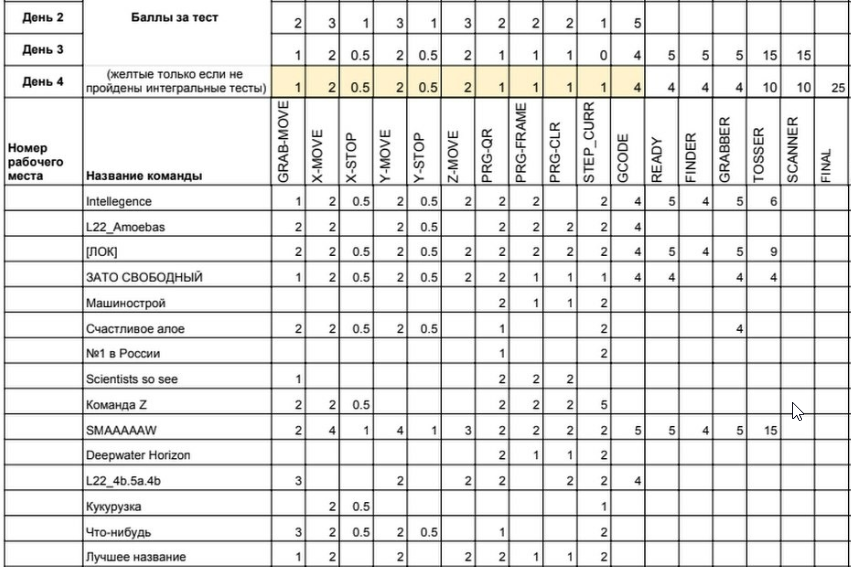 День 2 Баллы за тест 2 3 1 3 1 3 2 2 2 1 5
День 3 1 2 0.5 2 0.5 2 1 1 1 0 4 5 5 5 15 15
День 4 (желтые только если не пройдены интегральные тесты) 1 2 0.5 2 0.5 2 1 1 1 1 4 4 4 4 10 10 25
Номер рабочего места Название команды GRAB-MOVE X-MOVE X-STOP Y-MOVE Y-STOP Z-MOVE PRG-QR PRG-FRAME PRG-CLR STEP_CURR GCODE READY FINDER GRABBER TOSSER SCANNER FINAL
Intellegence 1 2 0.5 2 0.5 2 2 2 2 4 5 4 5 6
L22_Amoebas 2 2 2 0.5 2 2 2 2 4
[ЛОК] 2 2 0.5 2 0.5 2 2 2 2 2 4 5 4 5 9
ЗАТО СВОБОДНЫЙ 1 2 0.5 2 0.5 2 2 1 1 1 4 4 4 4
Машинострой 2 1 1 2
Счастливое алое 2 2 0.5 2 0.5 1 2 4
№1 в России 1 2
Scientists so see 1 2 2 2
Команда Z 2 2 0.5 2 2 2 5
SMAAAAAW 2 4 1 4 1 3 2 2 2 2 5 5 4 5 15
Deepwater Horizon 2 1 1 2
L22_4b.5a.4b 3 2 2 2 2 2 4
Кукурузка 2 0.5 1
Что-нибудь 3 2 0.5 2 0.5 1 2
Лучшее название 1 2 2 2 2 1 1 2